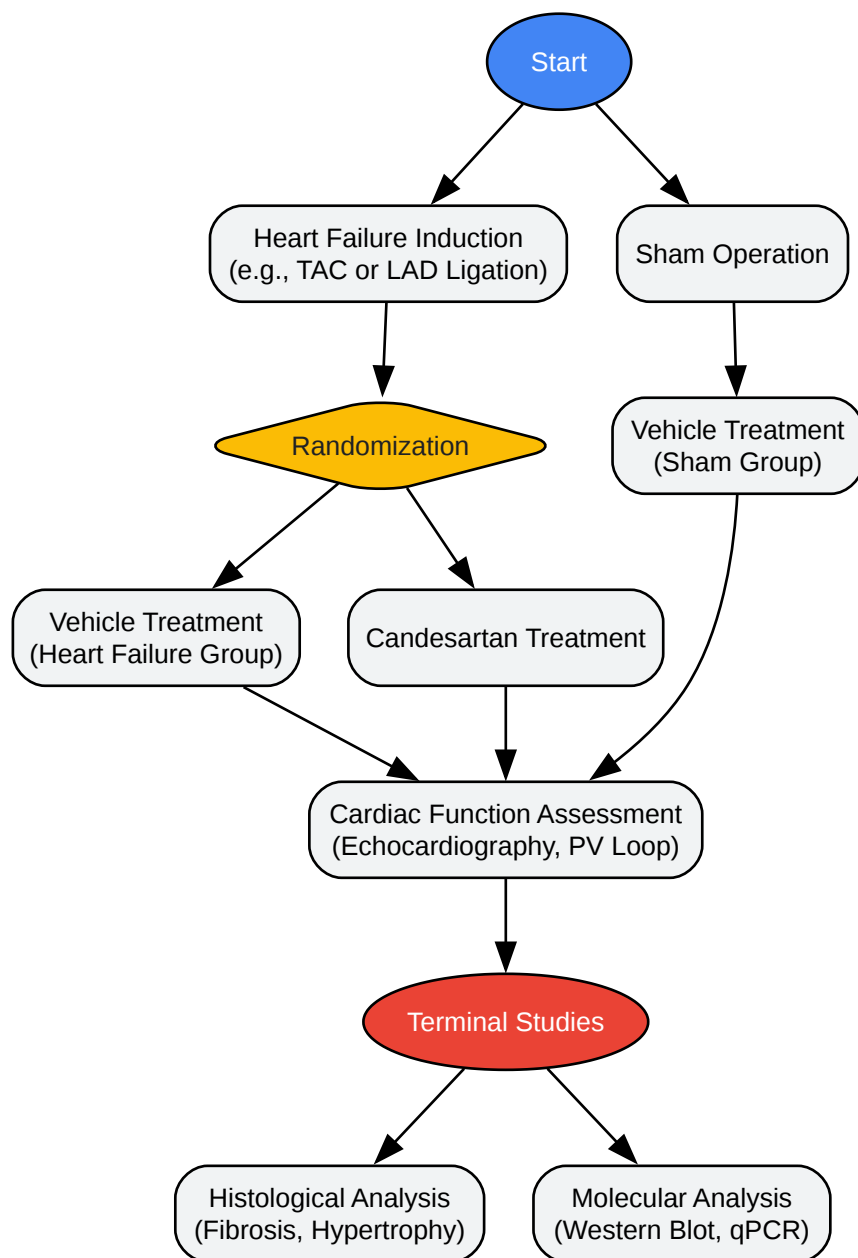 Start
Heart Failure Induction
(e.g., TAC or LAD Ligation)
Sham Operation
Randomization
Vehicle Treatment
(Sham Group)
Vehicle Treatment
(Heart Failure Group)
Candesartan Treatment
Cardiac Function Assessment
(Echocardiography, PV Loop)
Terminal Studies
Histological Analysis
(Fibrosis, Hypertrophy)
Molecular Analysis
(Western Blot, qPCR)